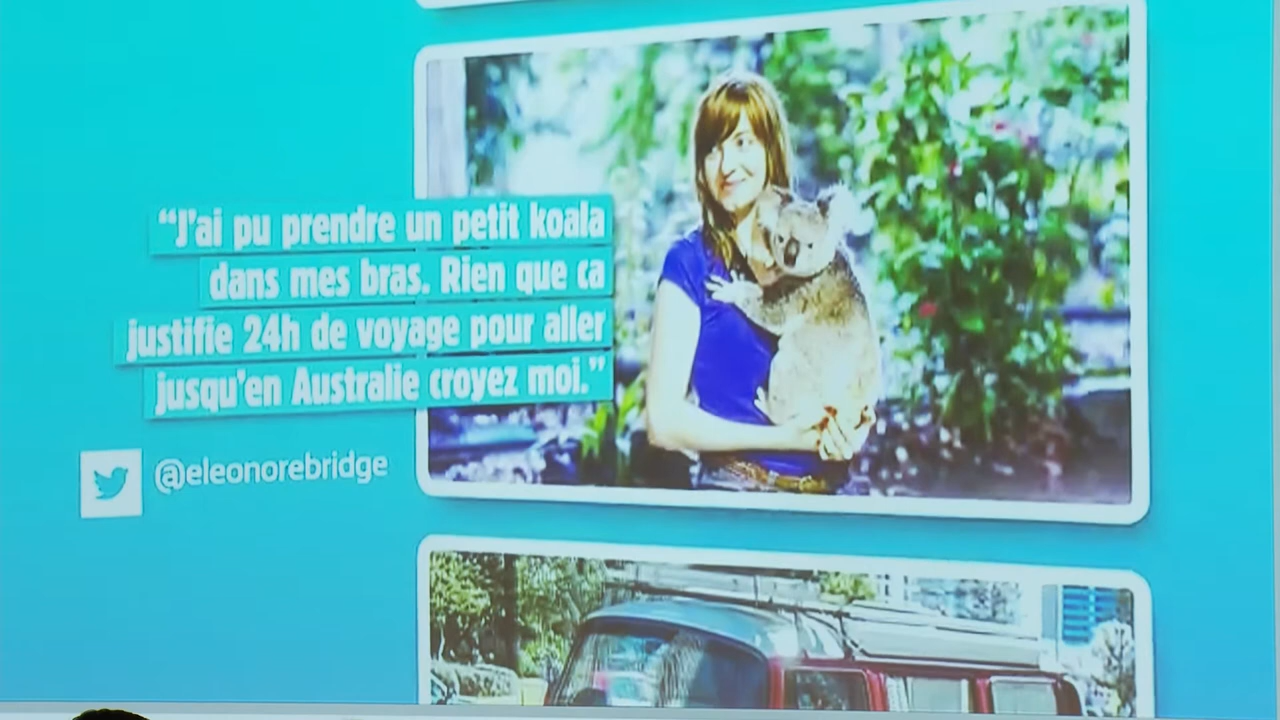 “J'ai pu prendre un petit koala
dans mes bras. Rien que ca
justifie 24h de voyage pour aller
jusqu'en Australie croyez moi.”
@eleonorebridge